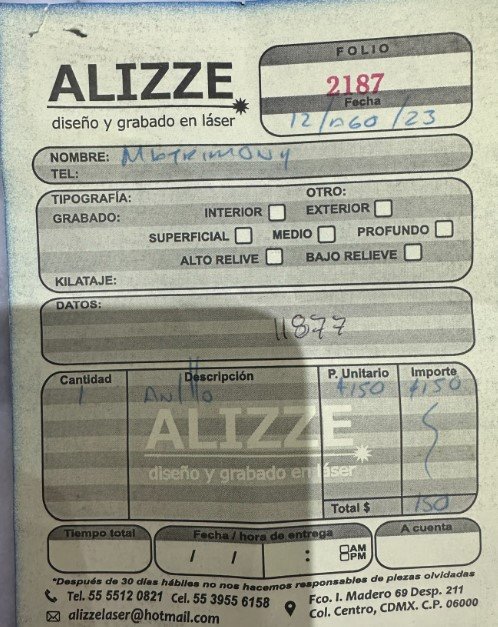 ALIZZE
diseño y grabado en láser
FOLIO
2187
Fecha
12/AGO/23
NOMBRE: MATRIMONY
TEL:
TIPOGRAFÍA: OTRO:
GRABADO: INTERIOR EXTERIOR
SUPERFICIAL MEDIO PROFUNDO
ALTO RELIVE BAJO RELIEVE
KILATAJE:
DATOS:
11877
Cantidad Descripción P. Unitario Importe
1 Anillo $150 $150
ALIZZE
diseño y grabado en láser
Total $ 150
Tiempo total Fecha / hora de entrega A cuenta
/ / : AM
PM
*Después de 30 días hábiles no nos hacemos responsables de piezas olvidadas
Tel. 55 5512 0821 Cel. 55 3955 6158
alizzelaser@hotmail.com
Fco. I. Madero 69 Desp. 211
Col. Centro, CDMX. C.P. 06000